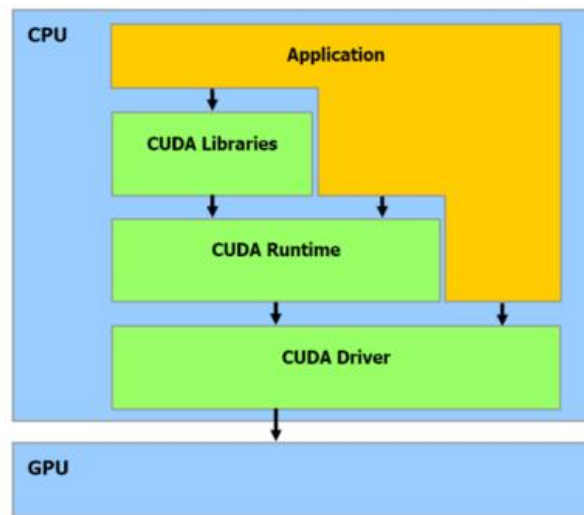 CPU
Application
CUDA Libraries
CUDA Runtime
CUDA Driver
GPU